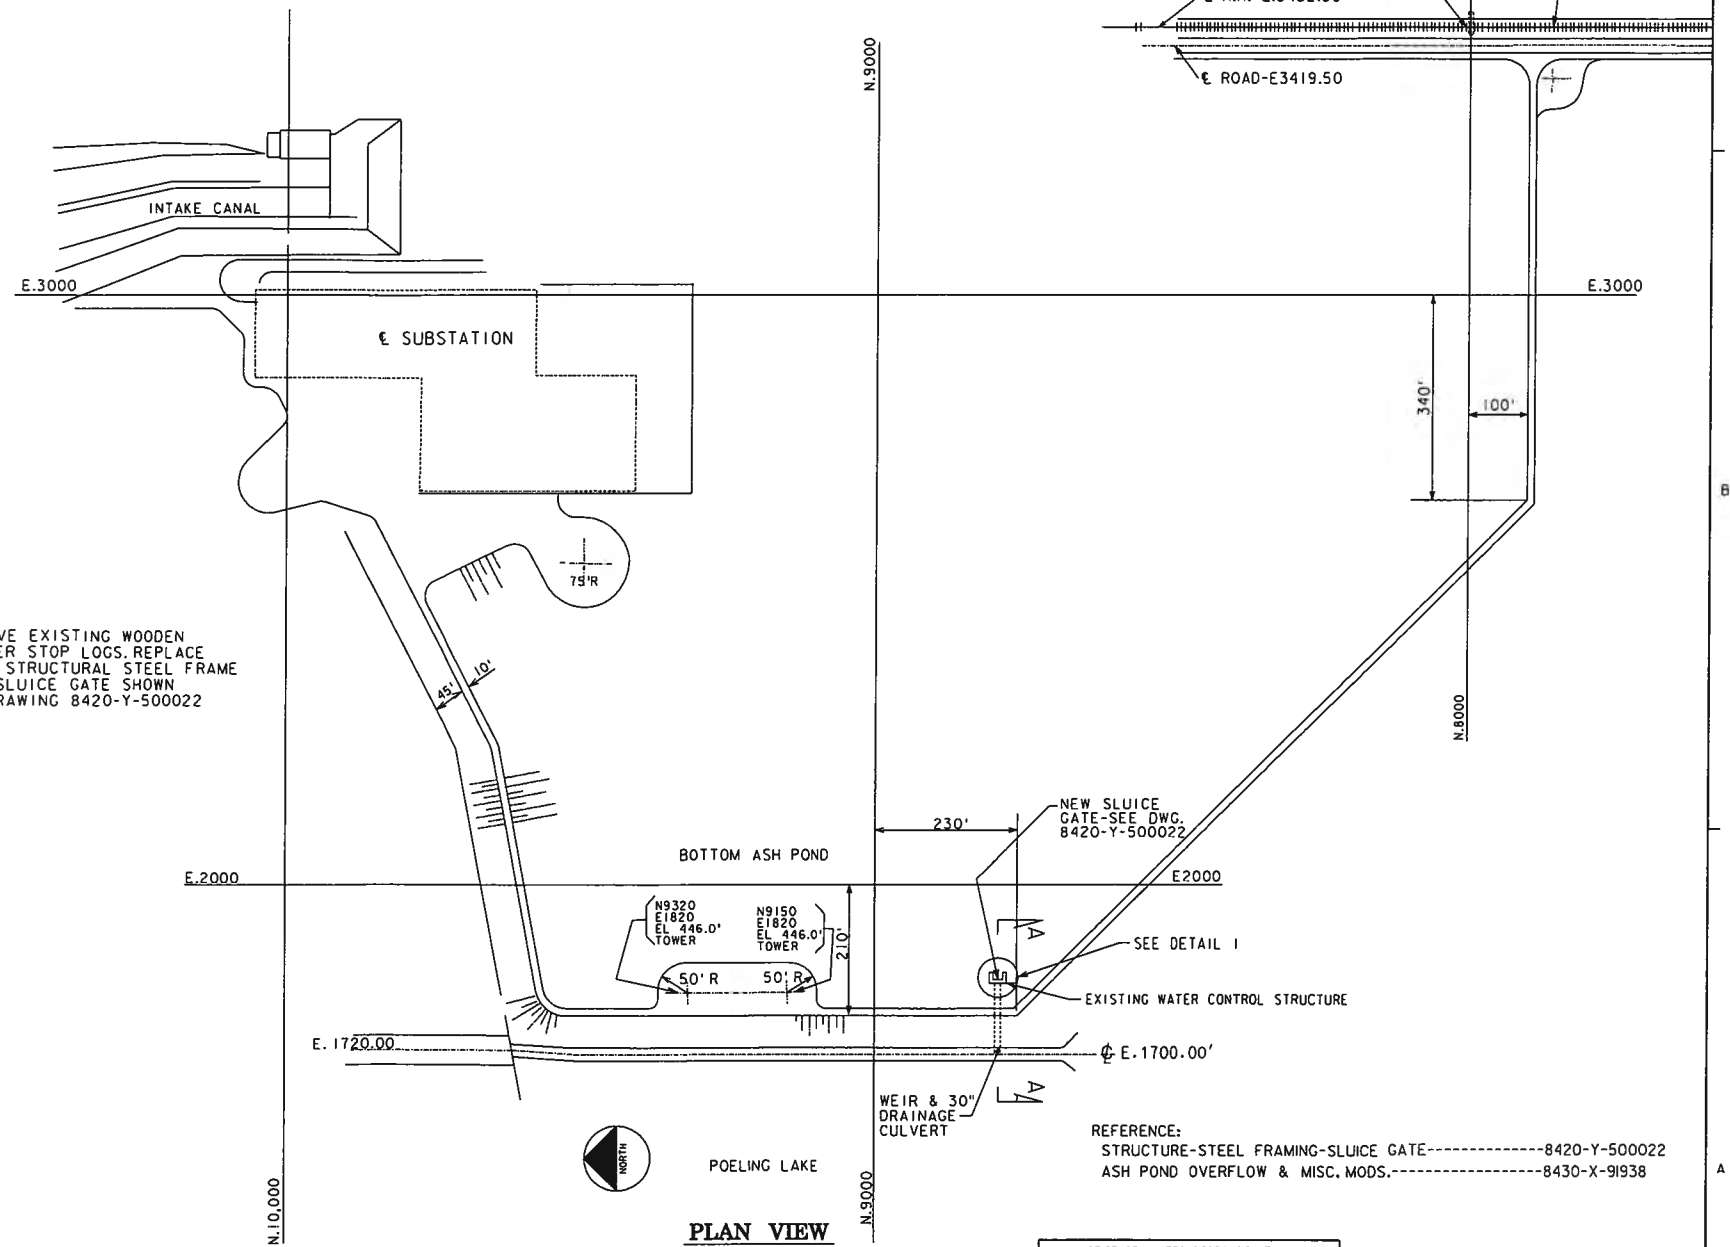 N.9000
℄ ROAD-E3419.50
INTAKE CANAL
E.3000
E.3000
℄ SUBSTATION
340'
100'
B
75'R
EXISTING WOODEN
STOP LOGS. REPLACE
STRUCTURAL STEEL FRAME
SLUICE GATE SHOWN
8420-Y-500022
10'
45'
N.8000
NEW SLUICE
GATE-SEE DWG.
8420-Y-500022
230'
BOTTOM ASH POND
E.2000
E2000
N9320
E1820
EL 446.0'
TOWER
N9150
E1820
EL 446.0'
TOWER
210'
A
SEE DETAIL 1
50' R
50' R
EXISTING WATER CONTROL STRUCTURE
E. 1720.00
℄ E. 1700.00'
A
WEIR & 30"
DRAINAGE
CULVERT
REFERENCE:
STRUCTURE-STEEL FRAMING-SLUICE GATE-------------8420-Y-500022
ASH POND OVERFLOW & MISC. MODS.-----------------8430-X-91938
NORTH
POELING LAKE
A
N.10,000
N.9000
PLAN VIEW